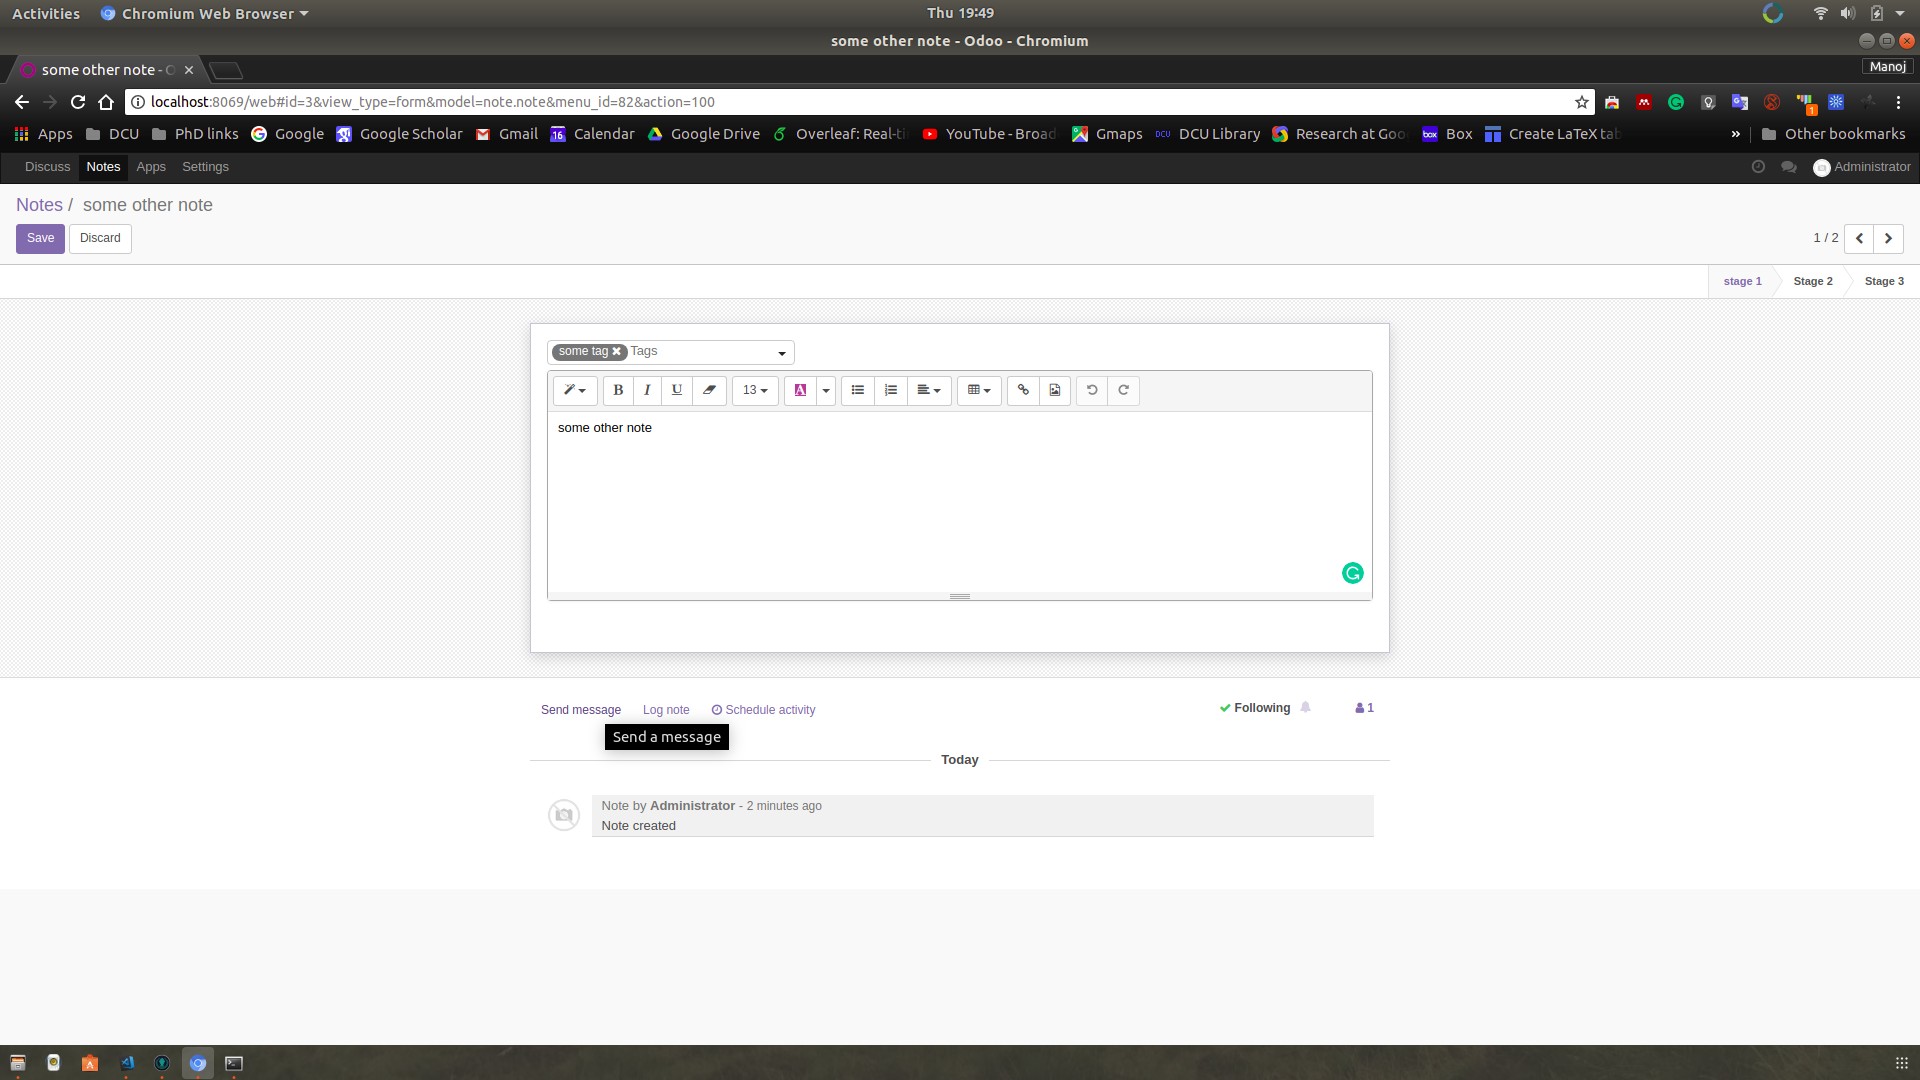 Activities Chromium Web Browser Thu 19:49
some other note - Odoo - Chromium
some other note - Manoj
localhost:8069/web#id=3&view_type=form&model=note.note&menu_id=82&action=100
Apps DCU PhD links Google Google Scholar Gmail 16 Calendar Google Drive Overleaf: Real-ti YouTube - Broad Gmaps DCU DCU Library Research at Goo box Box Create LaTeX tab » Other bookmarks
Discuss Notes Apps Settings Administrator
Notes / some other note
Save Discard 1 / 2
stage 1 Stage 2 Stage 3
some tag Tags
B I U 13 A
some other note
Send message Log note Schedule activity Following 1
Send a message
Today
Note by Administrator - 2 minutes ago
Note created